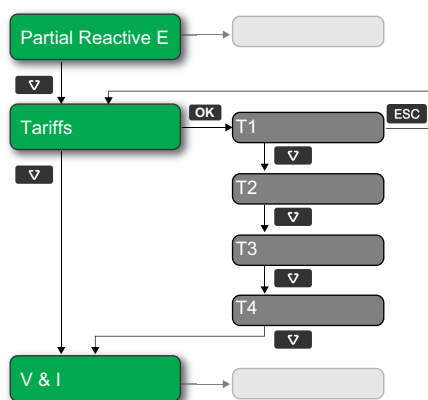 Partial Reactive E
Tariffs
OK
T1
ESC
T2
T3
T4
V & I